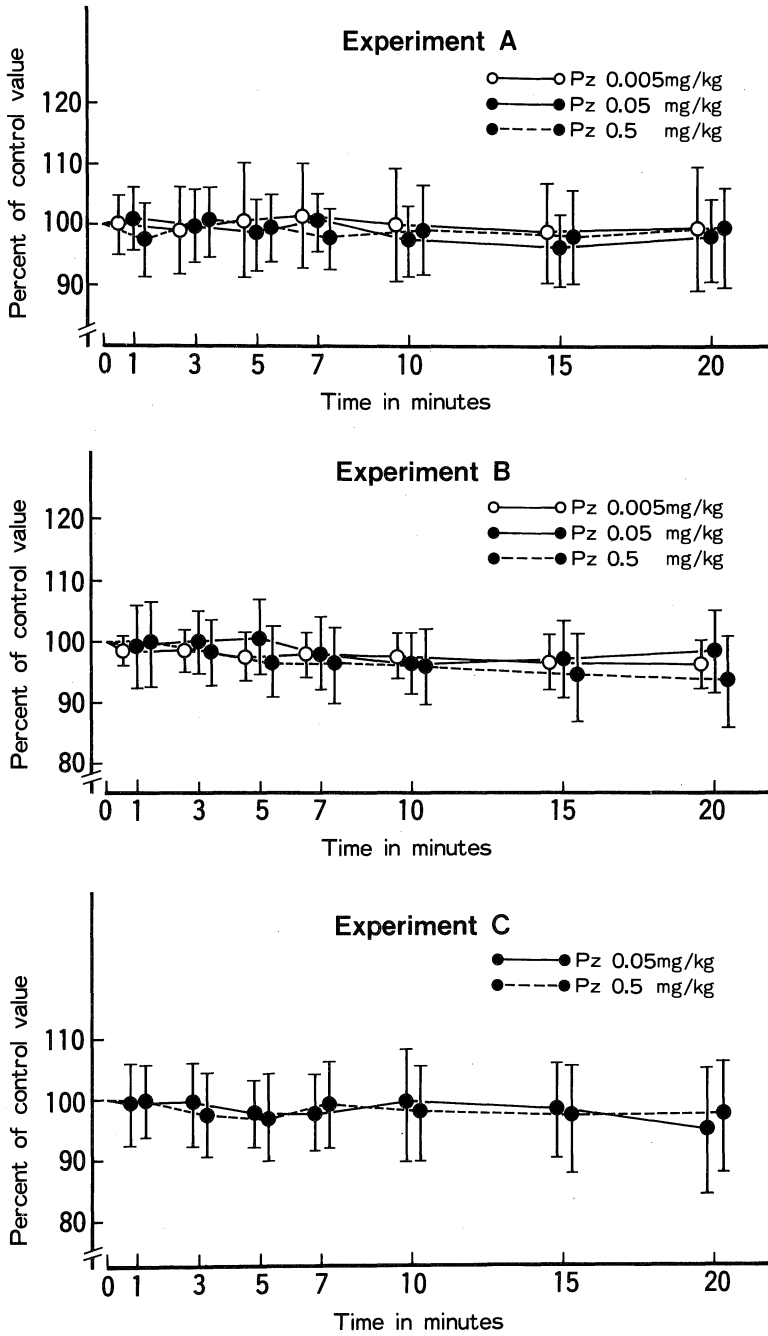 Experiment A
Pz 0.005mg/kg
Pz 0.05 mg/kg
Pz 0.5 mg/kg
Percent of control value
120
110
100
90
0 1 3 5 7 10 15 20
Time in minutes
Experiment B
Pz 0.005mg/kg
Pz 0.05 mg/kg
Pz 0.5 mg/kg
Percent of control value
120
110
100
90
80
0 1 3 5 7 10 15 20
Time in minutes
Experiment C
Pz 0.05mg/kg
Pz 0.5 mg/kg
Percent of control value
110
100
90
80
0 1 3 5 7 10 15 20
Time in minutes